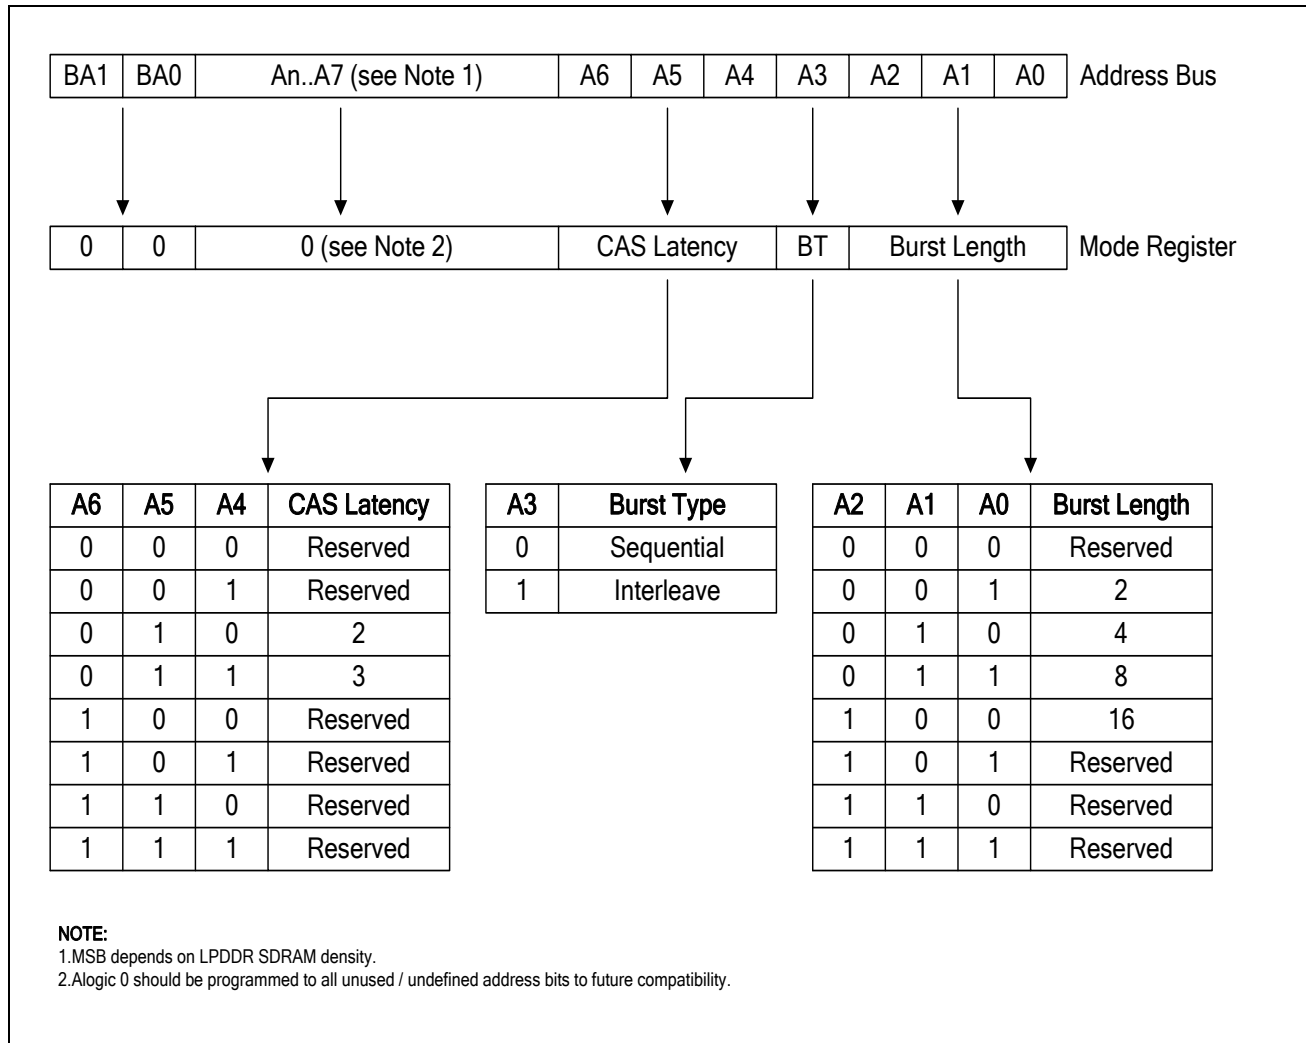 BA1 BA0 An..A7 (see Note 1) A6 A5 A4 A3 A2 A1 A0 Address Bus
0 0 0 (see Note 2) CAS Latency BT Burst Length Mode Register
A6 A5 A4 CAS Latency
0 0 0 Reserved
0 0 1 Reserved
0 1 0 2
0 1 1 3
1 0 0 Reserved
1 0 1 Reserved
1 1 0 Reserved
1 1 1 Reserved
A3 Burst Type
0 Sequential
1 Interleave
A2 A1 A0 Burst Length
0 0 0 Reserved
0 0 1 2
0 1 0 4
0 1 1 8
1 0 0 16
1 0 1 Reserved
1 1 0 Reserved
1 1 1 Reserved
NOTE:
1.MSB depends on LPDDR SDRAM density.
2.Alogic 0 should be programmed to all unused / undefined address bits to future compatibility.